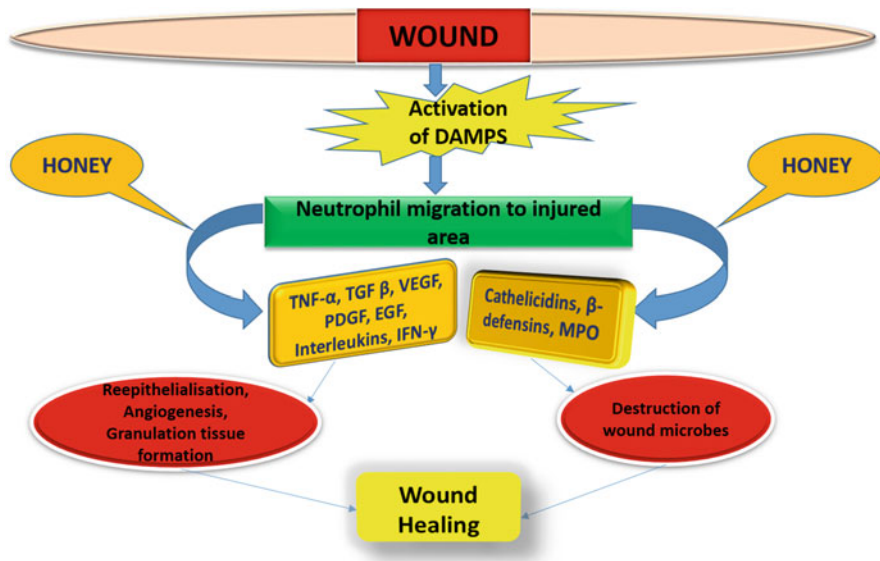 WOUND
Activation
of DAMPS
HONEY
HONEY
Neutrophil migration to injured
area
TNF-α, TGF β, VEGF,
PDGF, EGF,
Interleukins, IFN-γ
Cathelicidins, β-
defensins, MPO
Reepithelialisation,
Angiogenesis,
Granulation tissue
formation
Destruction of
wound microbes
Wound
Healing